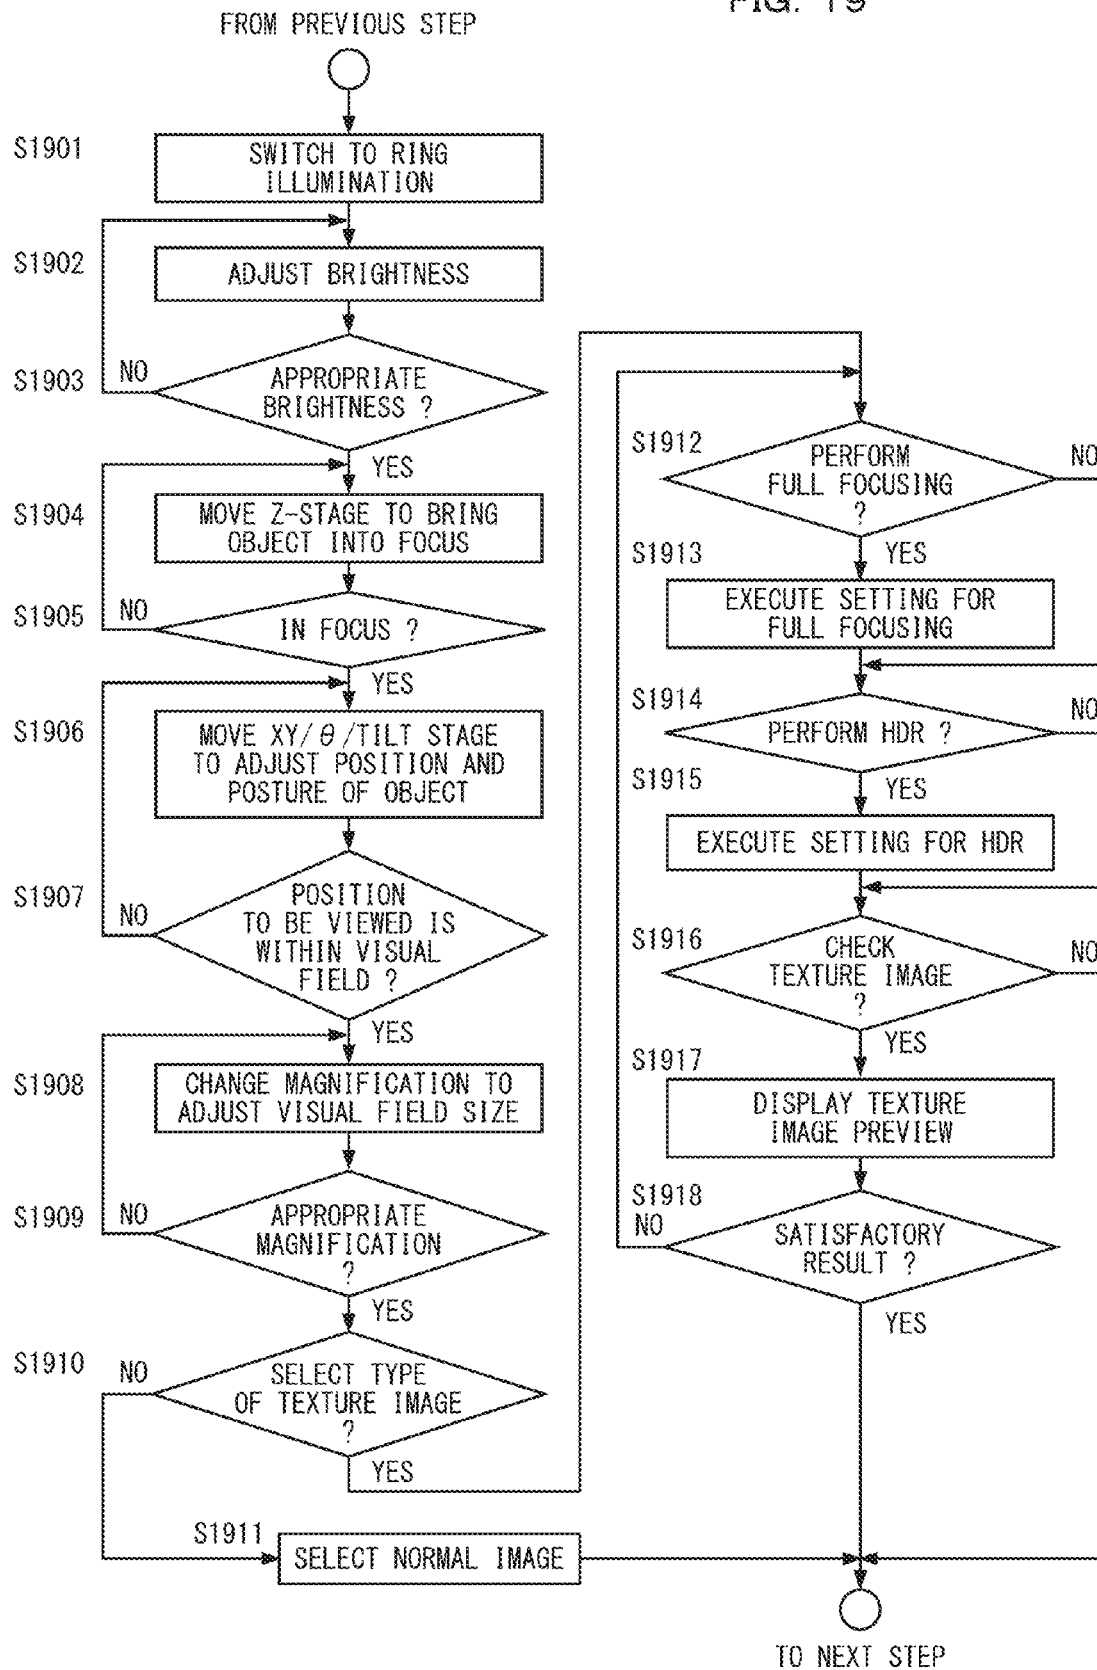 FIG. 19
FROM PREVIOUS STEP
S1901
SWITCH TO RING
ILLUMINATION
S1902
ADJUST BRIGHTNESS
S1903
NO
APPROPRIATE
BRIGHTNESS ?
YES
S1904
MOVE Z-STAGE TO BRING
OBJECT INTO FOCUS
S1905
NO
IN FOCUS ?
YES
S1906
MOVE XY/θ/TILT STAGE
TO ADJUST POSITION AND
POSTURE OF OBJECT
S1907
NO
POSITION
TO BE VIEWED IS
WITHIN VISUAL
FIELD ?
YES
S1908
CHANGE MAGNIFICATION TO
ADJUST VISUAL FIELD SIZE
S1909
NO
APPROPRIATE
MAGNIFICATION
?
YES
S1910
NO
SELECT TYPE
OF TEXTURE IMAGE
?
YES
S1911
SELECT NORMAL IMAGE
S1912
PERFORM
FULL FOCUSING
?
NO
YES
S1913
EXECUTE SETTING FOR
FULL FOCUSING
S1914
PERFORM HDR ?
NO
YES
S1915
EXECUTE SETTING FOR HDR
S1916
CHECK
TEXTURE IMAGE
?
NO
YES
S1917
DISPLAY TEXTURE
IMAGE PREVIEW
S1918
NO
SATISFACTORY
RESULT ?
YES
TO NEXT STEP